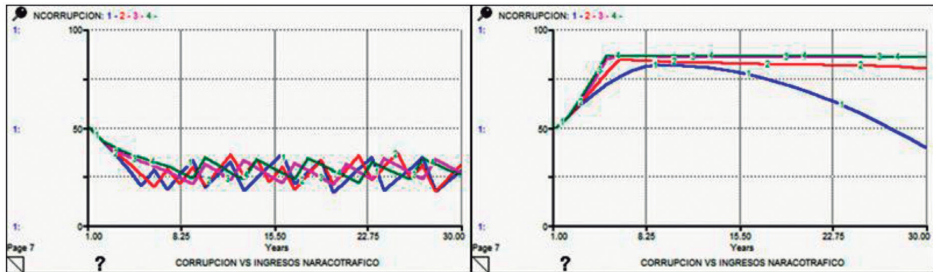 NCORRUPCION: 1 - 2 - 3 - 4 -
1: 100
1: 50
1: 0
1.00 8.25 15.50 22.75 30.00
Years
Page 7
? CORRUPCION VS INGRESOS NARACOTRAFICO
NCORRUPCION: 1 - 2 - 3 - 4 -
1: 100
1: 50
1: 0
1.00 8.25 15.50 22.75 30.00
Years
Page 7
? CORRUPCION VS INGRESOS NARACOTRAFICO